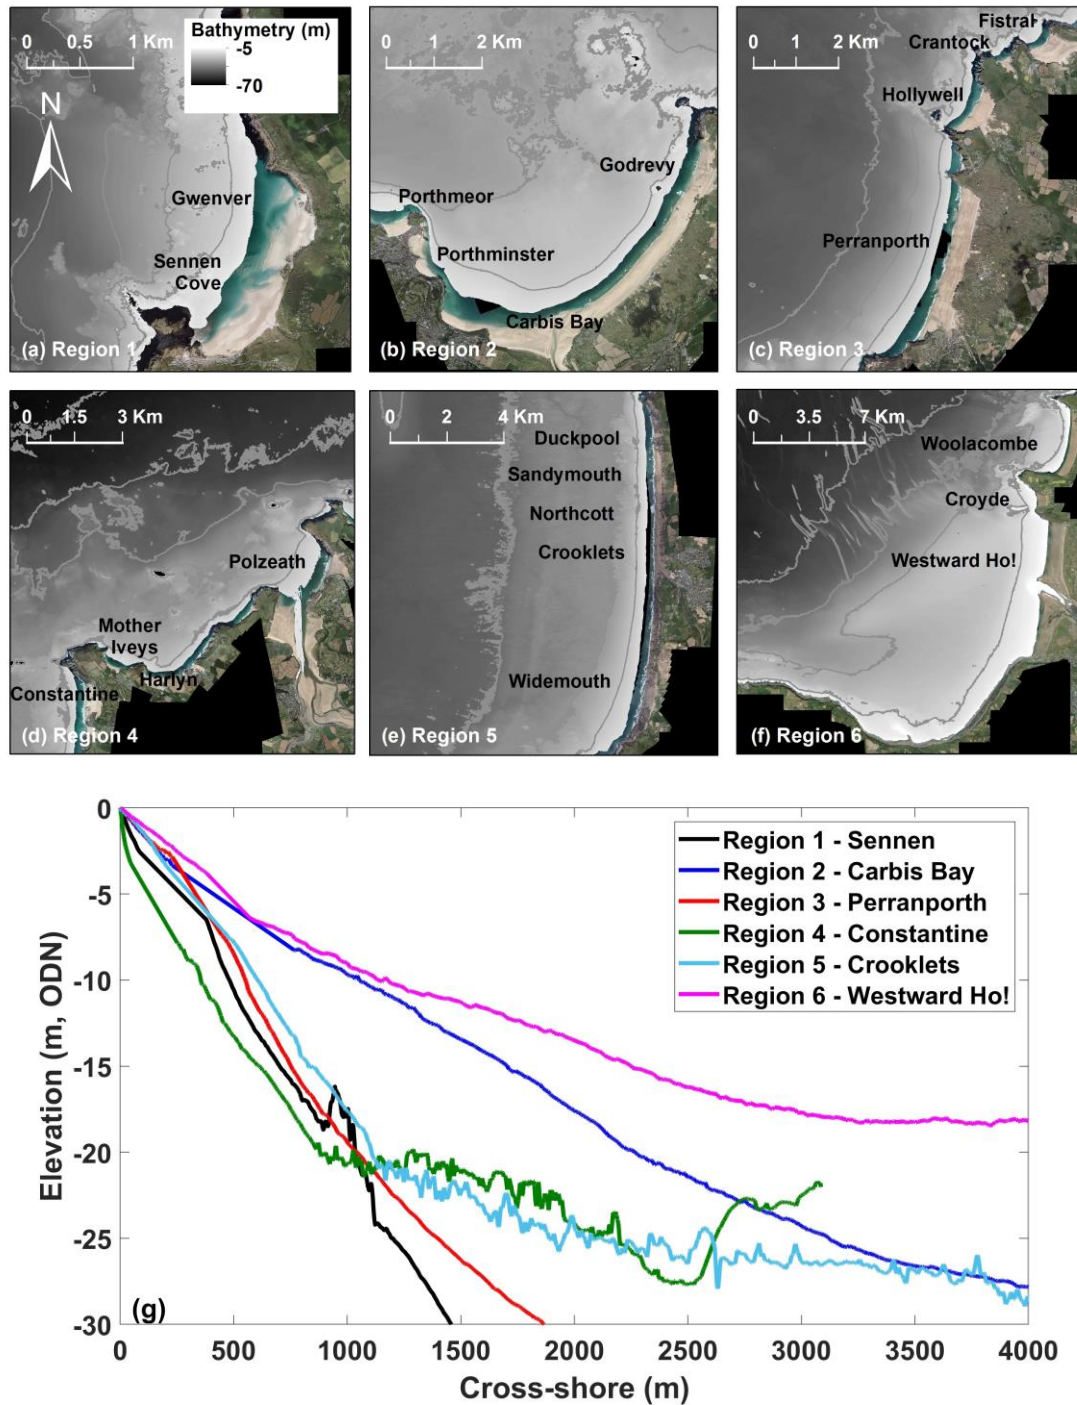 Bathymetry (m)
-5
-70
0 0.5 1 Km
N
Gwenver
Sennen
Cove
(a) Region 1
0 1 2 Km
Godrevy
Porthmeor
Porthminster
Carbis Bay
(b) Region 2
0 1 2 Km
Fistral
Crantock
Hollywell
Perranporth
(c) Region 3
0 1.5 3 Km
Polzeath
Mother
Iveys
Harlyn
Constantine
(d) Region 4
0 2 4 Km
Duckpool
Sandymouth
Northcott
Crooklets
Widemouth
(e) Region 5
0 3.5 7 Km
Woolacombe
Croyde
Westward Ho!
(f) Region 6
Elevation (m, ODN)
0
-5
-10
-15
-20
-25
-30
Region 1 - Sennen
Region 2 - Carbis Bay
Region 3 - Perranporth
Region 4 - Constantine
Region 5 - Crooklets
Region 6 - Westward Ho!
(g)
0 500 1000 1500 2000 2500 3000 3500 4000
Cross-shore (m)